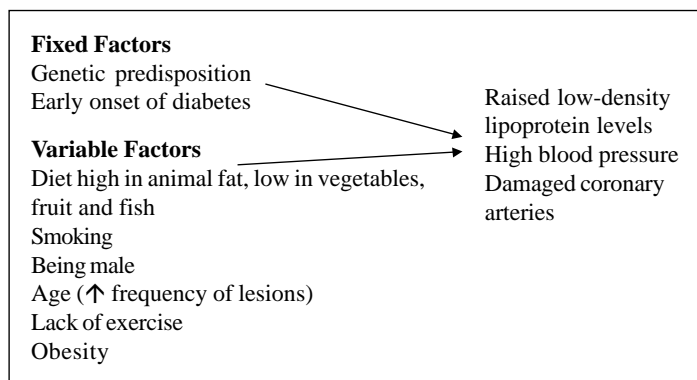 Fixed Factors
Genetic predisposition
Early onset of diabetes
Variable Factors
Diet high in animal fat, low in vegetables,
fruit and fish
Smoking
Being male
Age (↑ frequency of lesions)
Lack of exercise
Obesity
Raised low-density
lipoprotein levels
High blood pressure
Damaged coronary
arteries